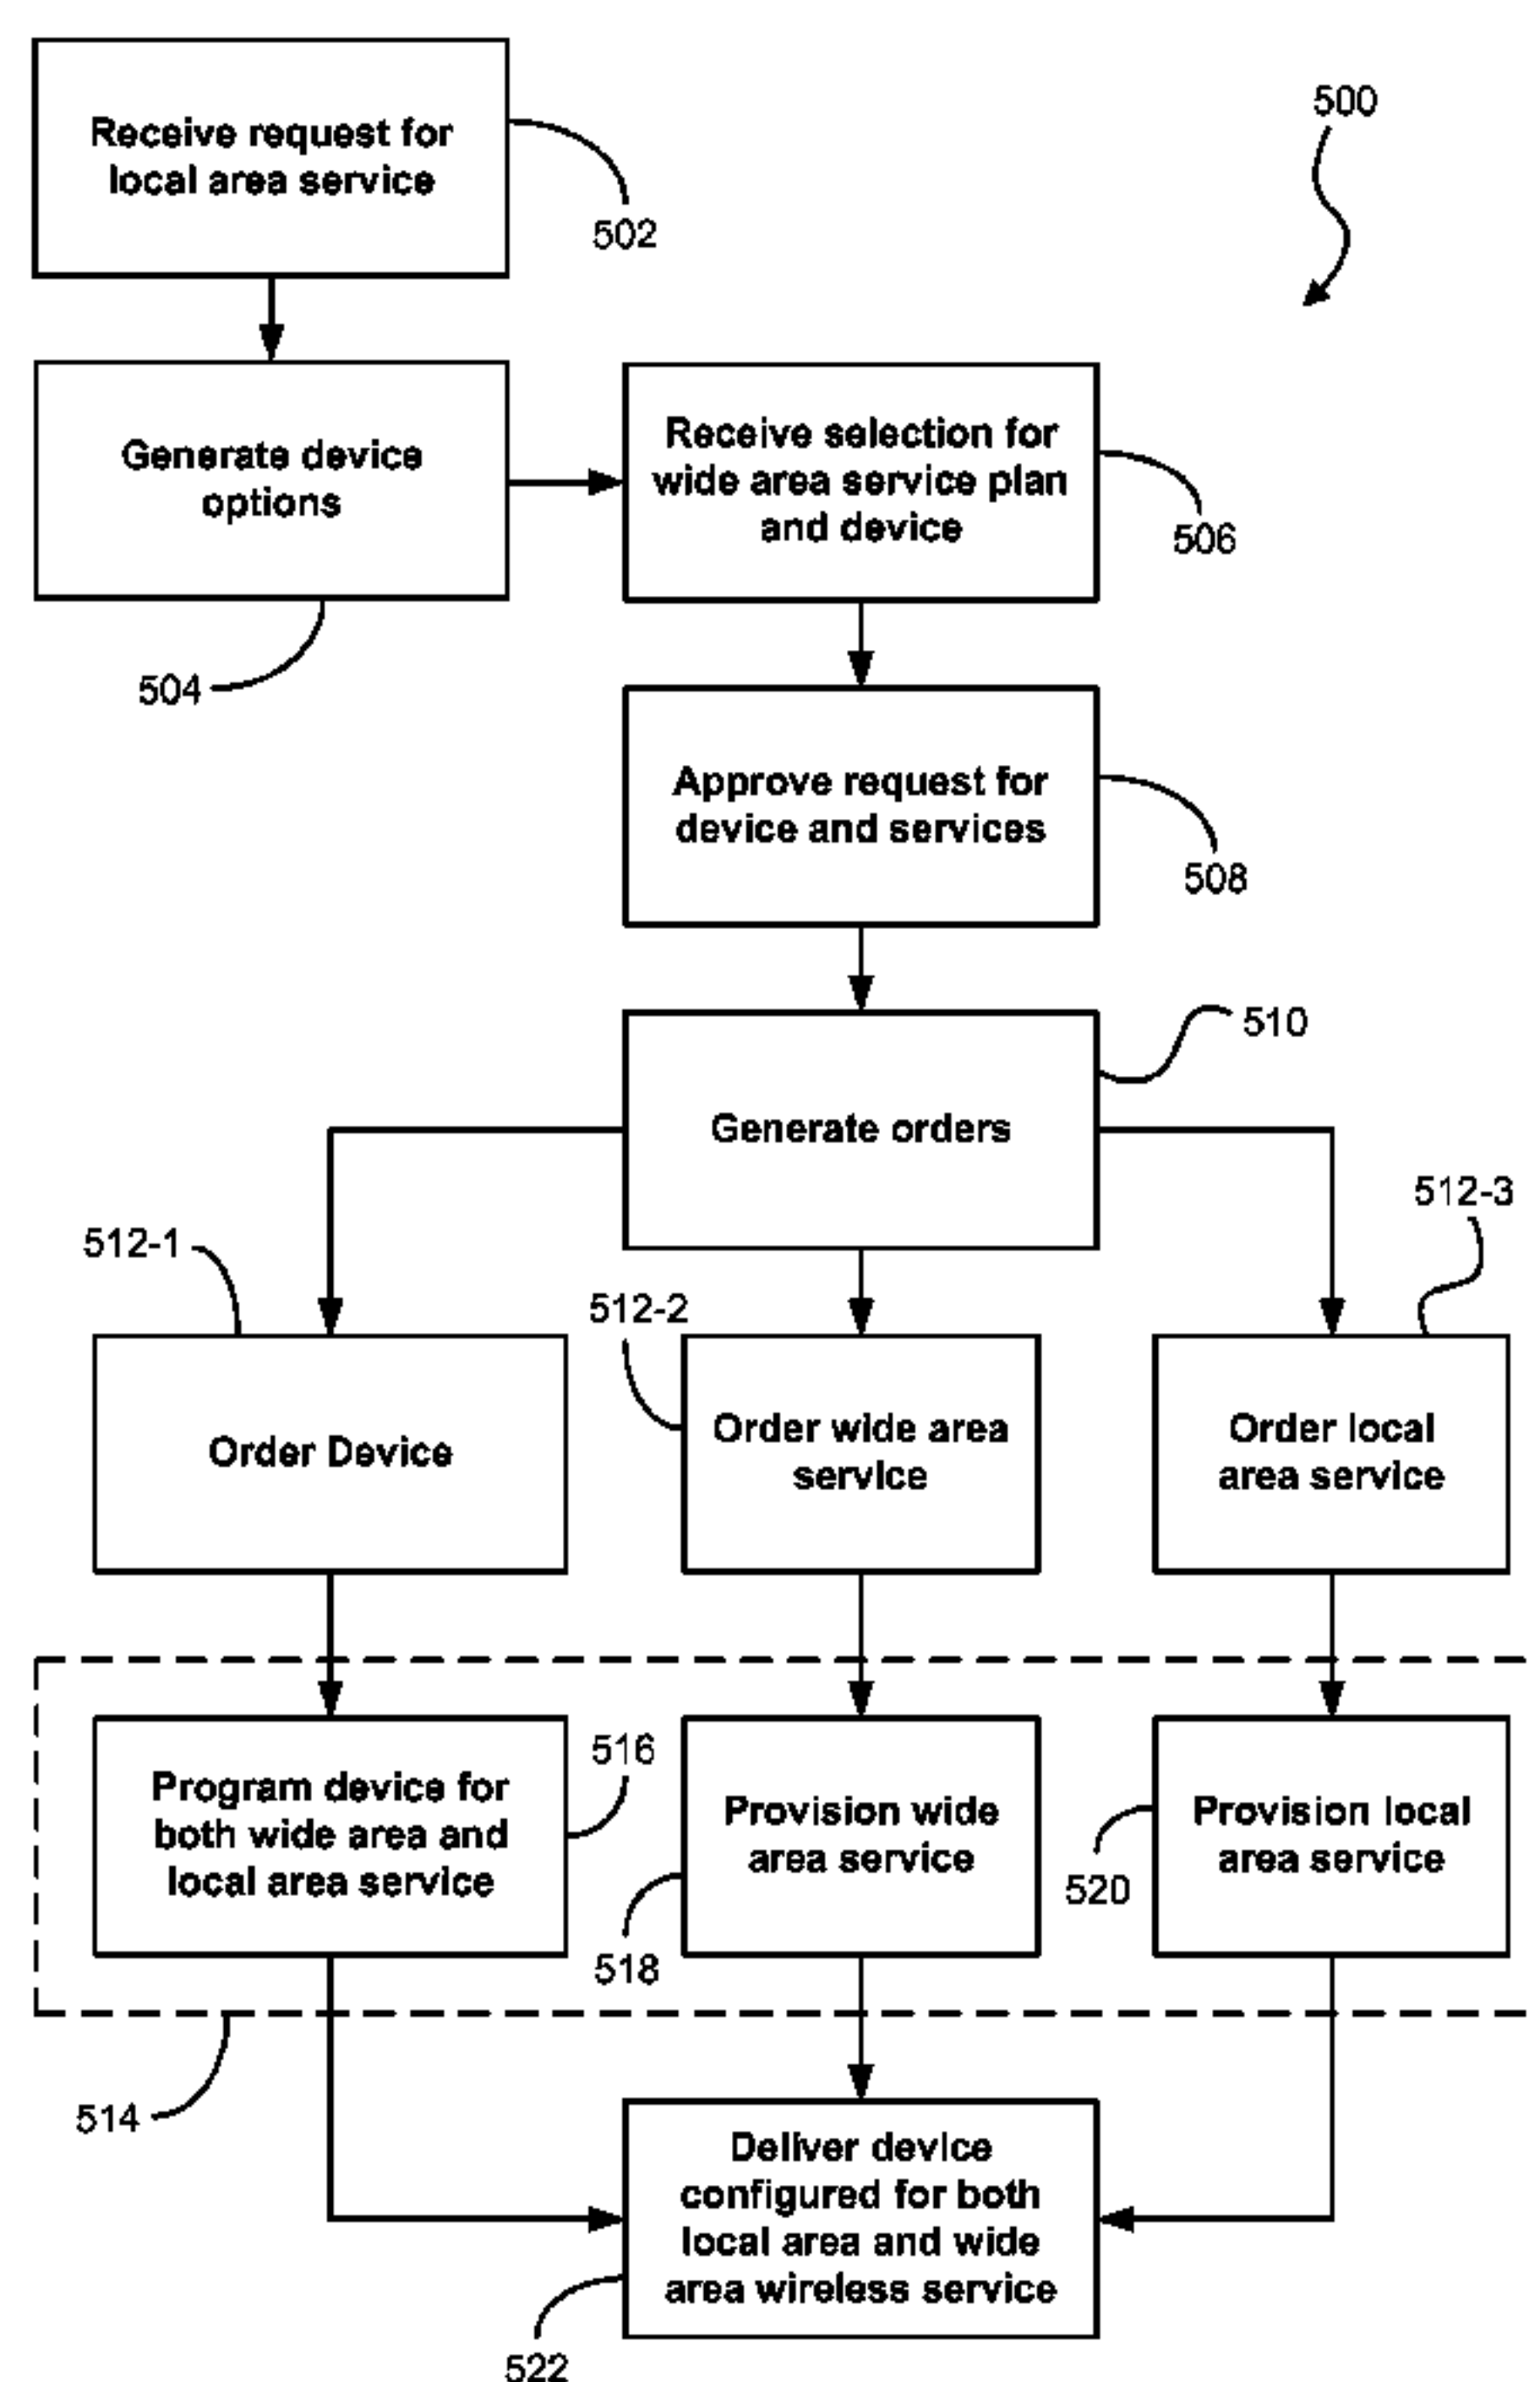 500
Receive request for
local area service
502
Generate device
options
504
Receive selection for
wide area service plan
and device
506
Approve request for
device and services
508
Generate orders
510
512-1
Order Device
512-2
Order wide area
service
512-3
Order local
area service
514
Program device for
both wide area and
local area service
516
Provision wide
area service
518
Provision local
area service
520
Deliver device
configured for both
local area and wide
area wireless service
522